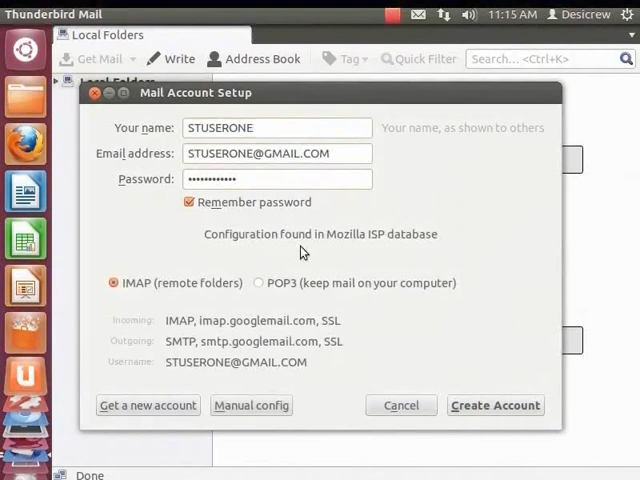 Thunderbird Mail
11:15 AM
Desicrew
Local Folders
Get Mail
Write
Address Book
Tag
Quick Filter
Search... <Ctrl+K>
Local Folders
Mail Account Setup
Your name:
STUSERONE
Your name, as shown to others
Email address:
STUSERONE@GMAIL.COM
Password:
••••••••••••
Remember password
Configuration found in Mozilla ISP database
IMAP (remote folders)
POP3 (keep mail on your computer)
Incoming:
IMAP, imap.googlemail.com, SSL
Outgoing:
SMTP, smtp.googlemail.com, SSL
Username:
STUSERONE@GMAIL.COM
Get a new account
Manual config
Cancel
Create Account
Done